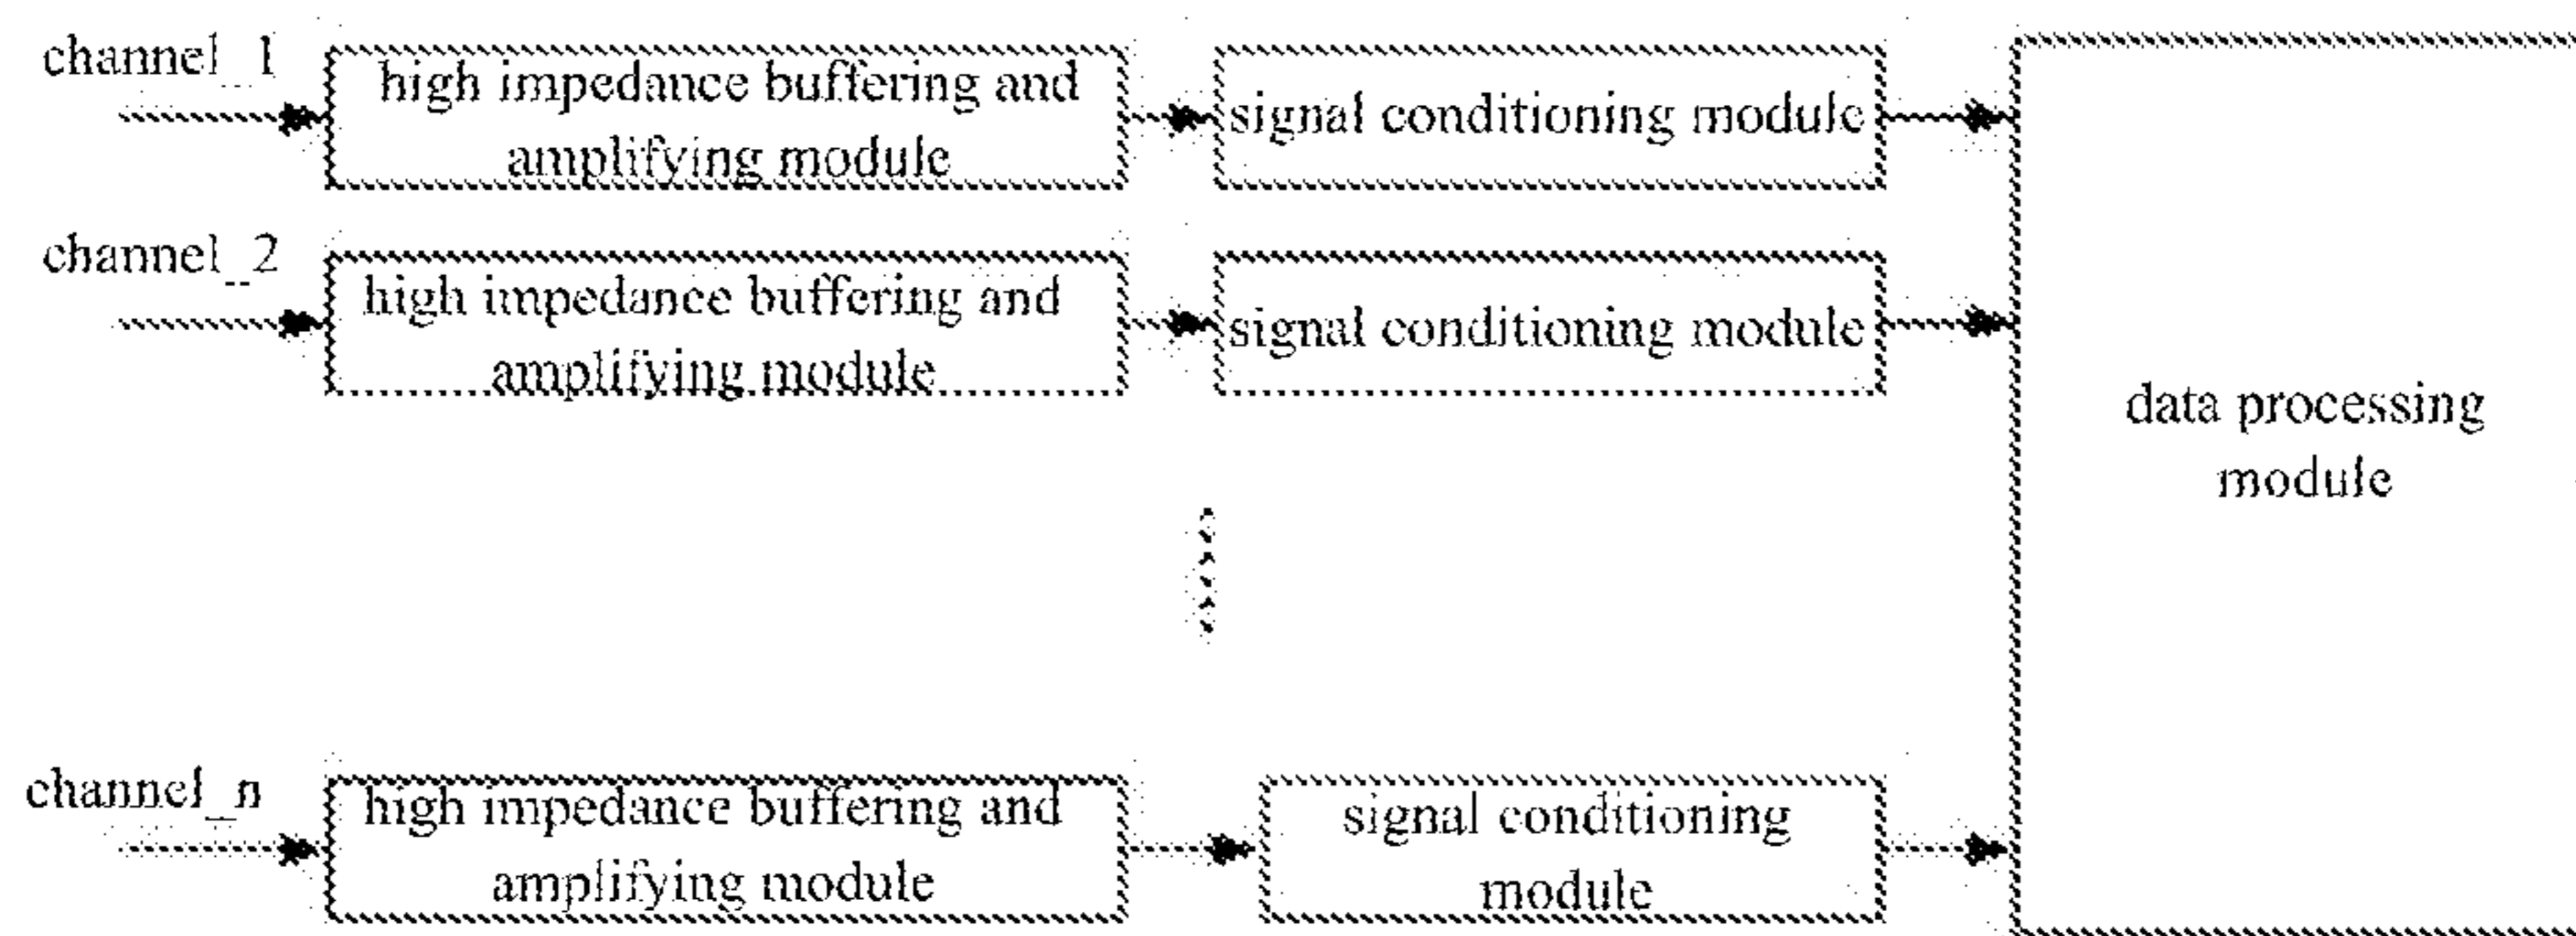 channel_1
high impedance buffering and
amplifying module
signal conditioning module
channel_2
high impedance buffering and
amplifying module
signal conditioning module
data processing
module
channel_n
high impedance buffering and
amplifying module
signal conditioning
module